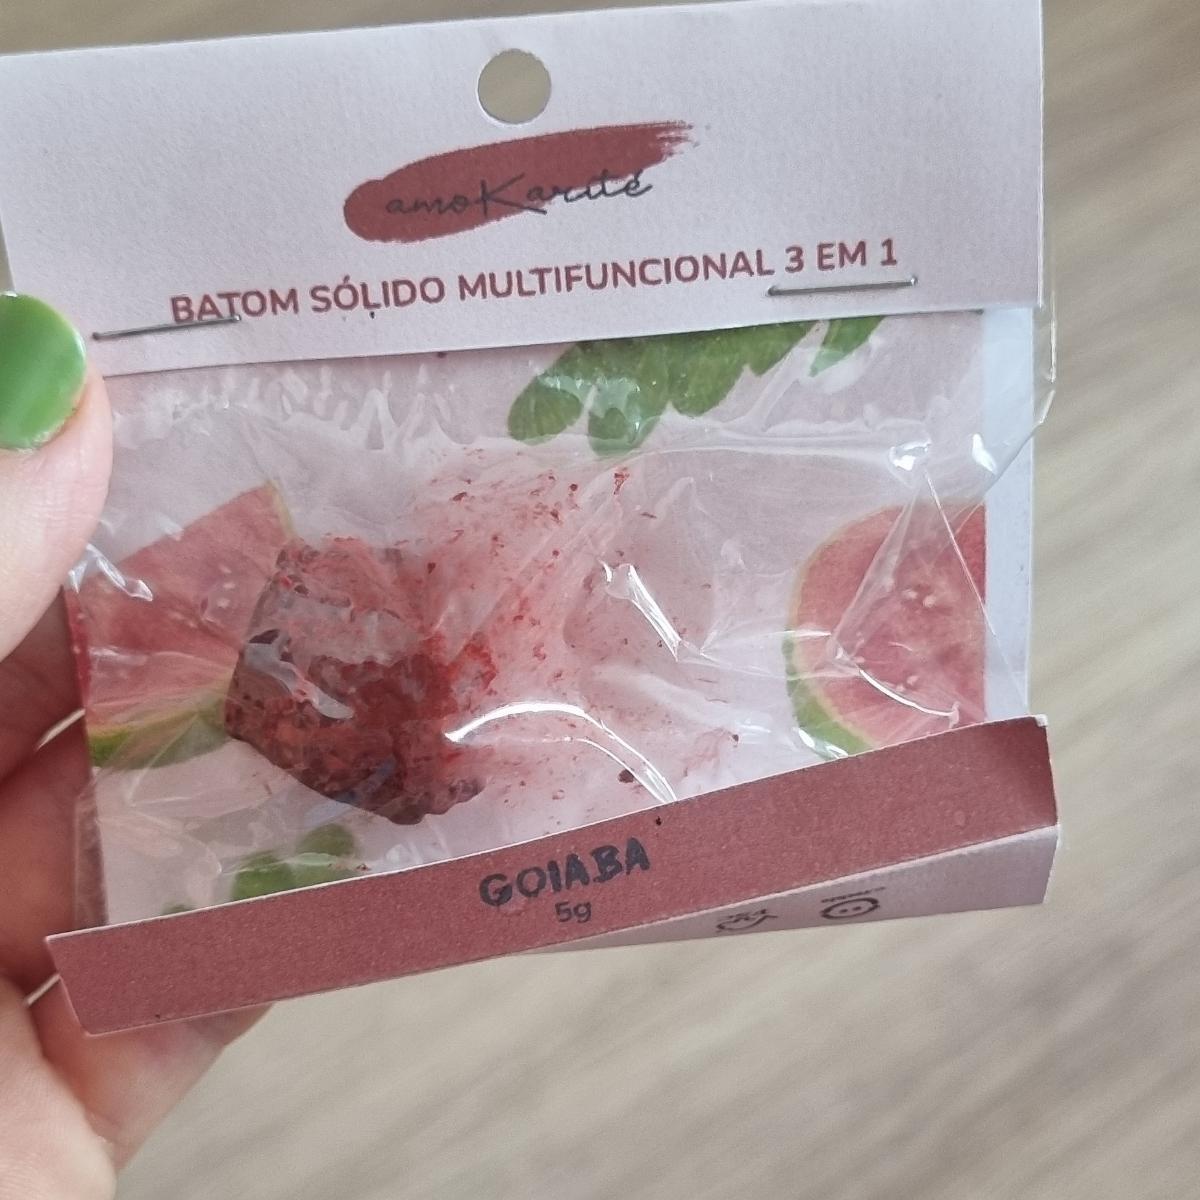 amoKarité
BATOM SÓLIDO MULTIFUNCIONAL 3 EM 1
GOIABA
5g